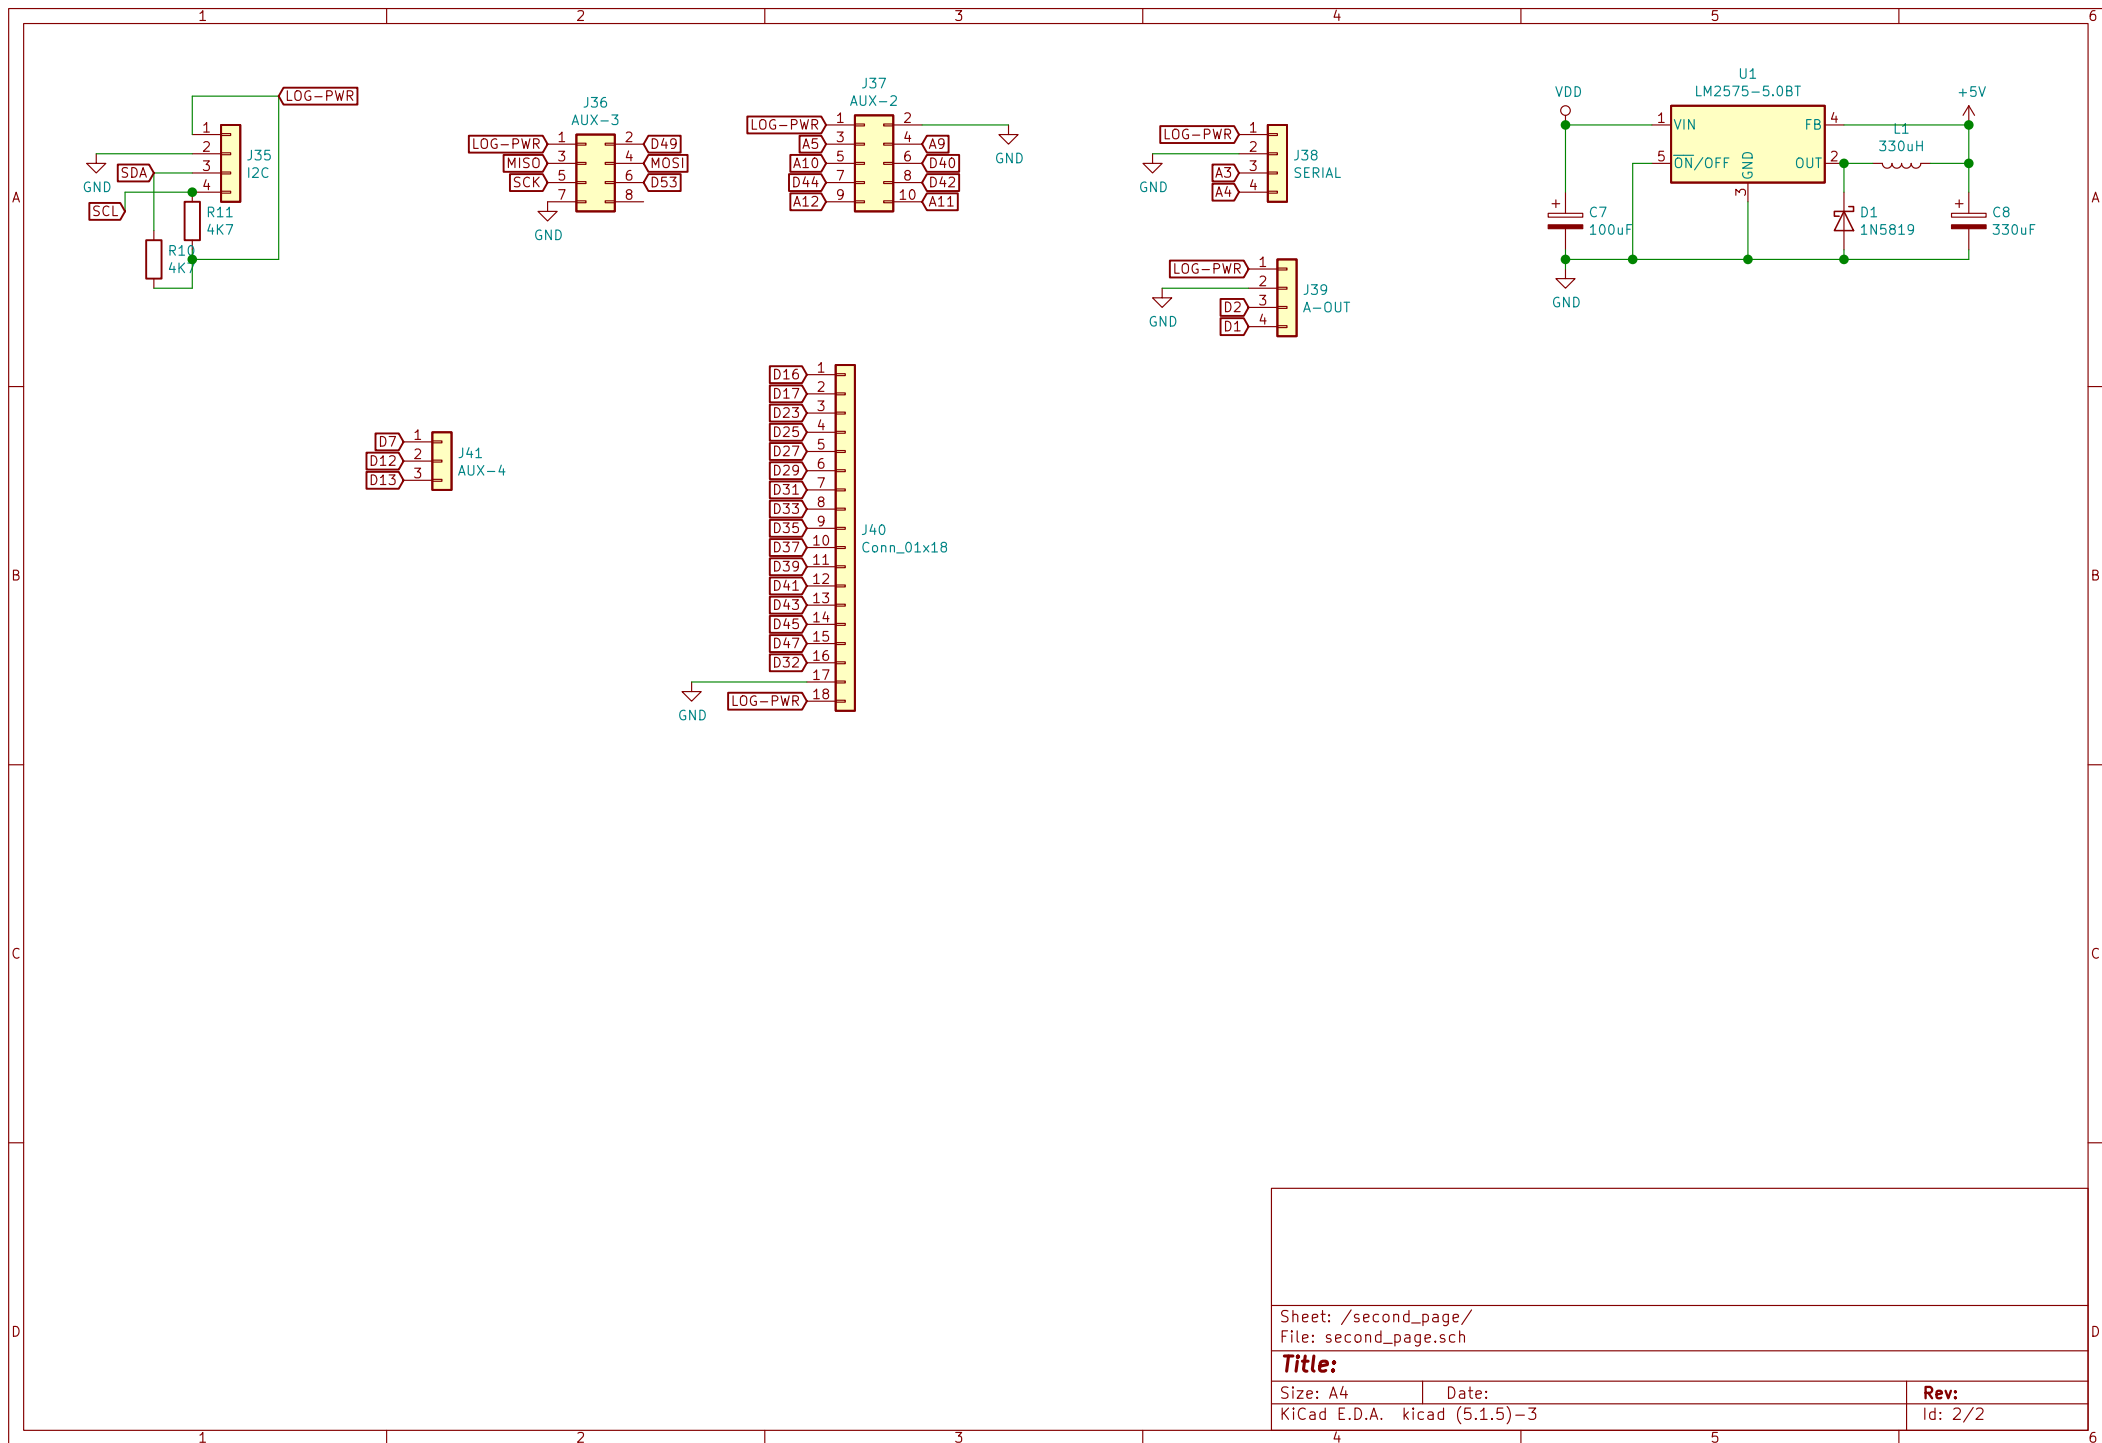 1 2 3 4 5 6
A
B
C
D
A
B
C
D
LOG-PWR
1
2
3
4
J35
I2C
GND
SDA
SCL
R11
4K7
R10
4K7
J36
AUX-3
LOG-PWR 1 2 D49
MISO 3 4 MOSI
SCK 5 6 D53
7 8
GND
J37
AUX-2
LOG-PWR 1 2
A5 3 4 A9
A10 5 6 D40
D44 7 8 D42
A12 9 10 A11
GND
LOG-PWR 1
2
A3 3
A4 4
GND
J38
SERIAL
LOG-PWR 1
2
D2 3
D1 4
GND
J39
A-OUT
U1
LM2575-5.0BT
VDD
+5V
1 VIN
FB 4
5 ON/OFF
OUT 2
GND
3
L1
330uH
+
C7
100uF
D1
1N5819
+
C8
330uF
GND
D7 1
D12 2
D13 3
J41
AUX-4
D16 1
D17 2
D23 3
D25 4
D27 5
D29 6
D31 7
D33 8
D35 9
D37 10
D39 11
D41 12
D43 13
D45 14
D47 15
D32 16
17
LOG-PWR 18
GND
J40
Conn_01x18
Sheet: /second_page/
File: second_page.sch
Title:
Size: A4 Date: Rev:
KiCad E.D.A. kicad (5.1.5)-3 Id: 2/2
1 2 3 4 5 6